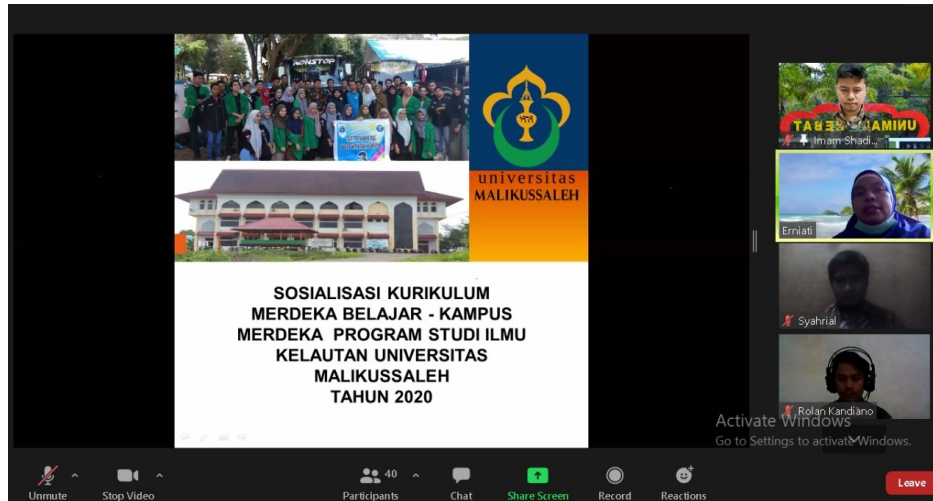 NONSTOP
universitas
MALIKUSSALEH
SOSIALISASI KURIKULUM
MERDEKA BELAJAR - KAMPUS
MERDEKA PROGRAM STUDI ILMU
KELAUTAN UNIVERSITAS
MALIKUSSALEH
TAHUN 2020
Imam Shadi...
Erniati
Syahrial
Rolan Kandiano
Activate Windows
Go to Settings to activate Windows.
Unmute
Stop Video
40
Participants
Chat
Share Screen
Record
Reactions
Leave